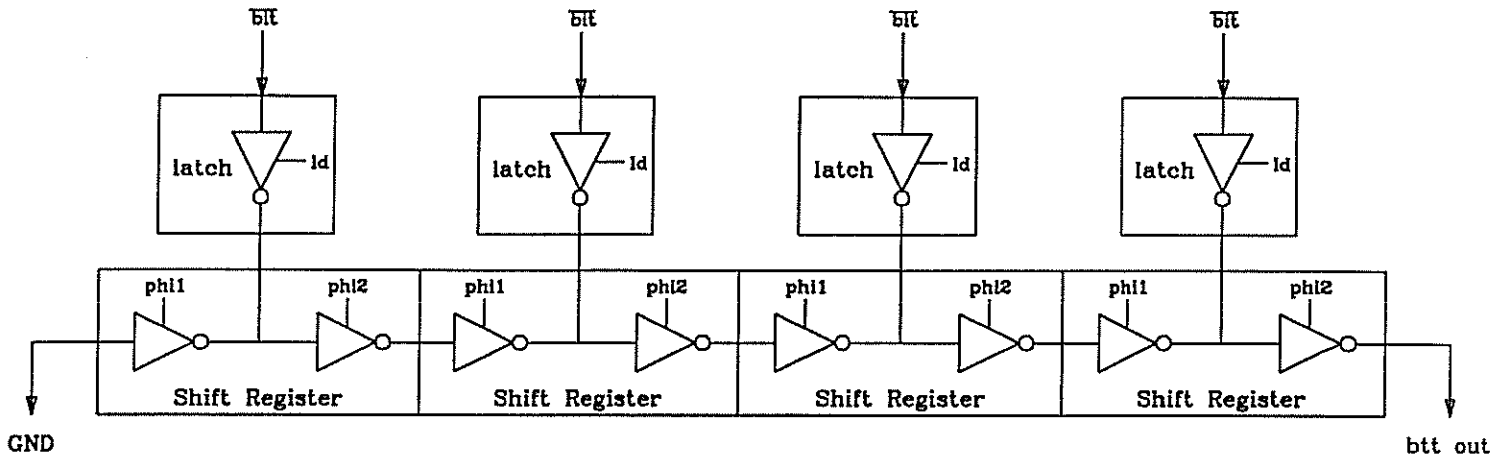 bit bit bit bit
latch ld latch ld latch ld latch ld
phi1 phi2 phi1 phi2 phi1 phi2 phi1 phi2
Shift Register Shift Register Shift Register Shift Register
GND btt out